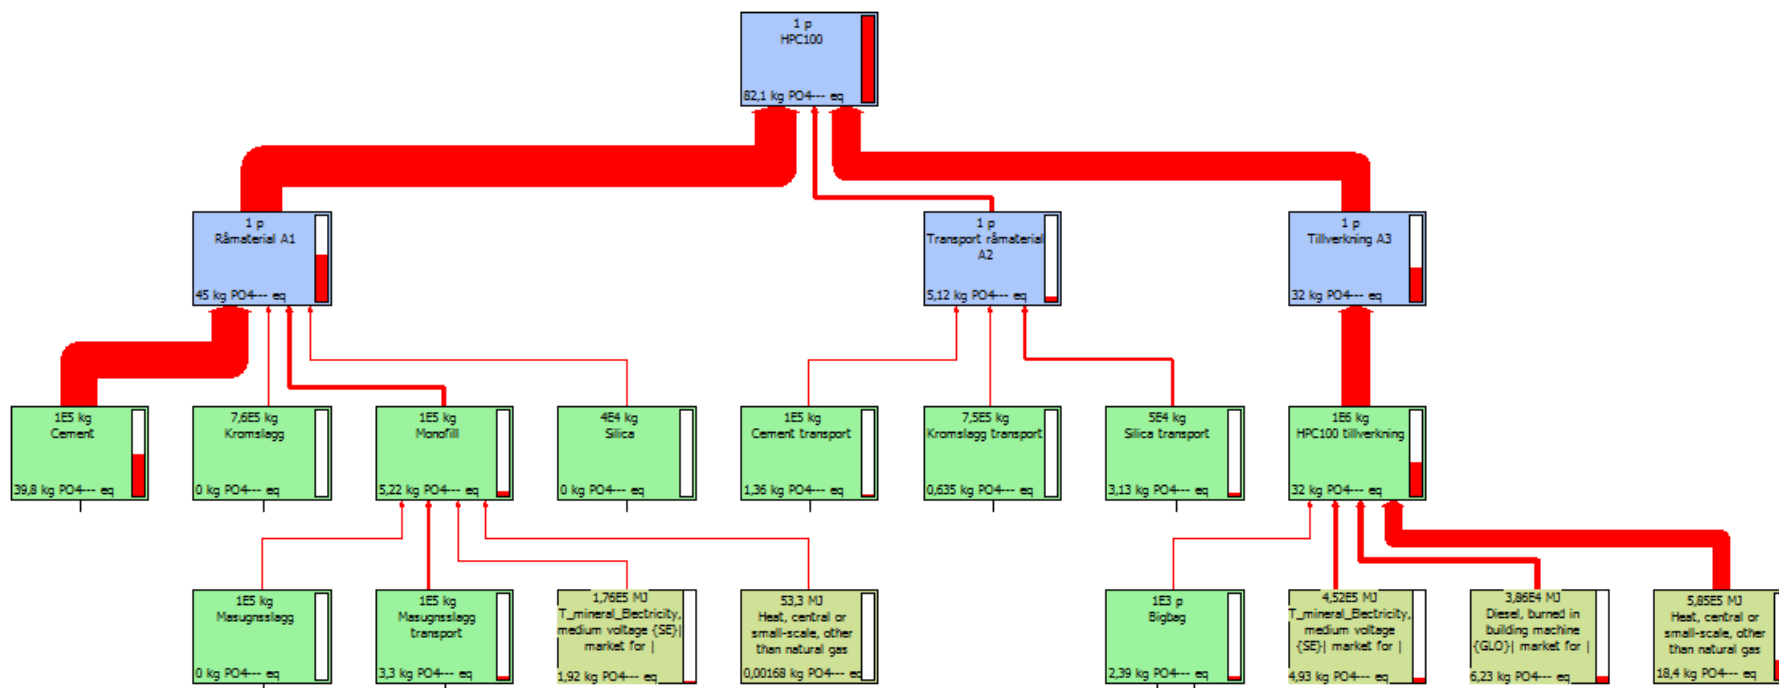 1 p
HPC100
82,1 kg PO4--- eq
1 p
Råmaterial A1
45 kg PO4--- eq
1 p
Transport råmaterial
A2
5,12 kg PO4--- eq
1 p
Tillverkning A3
32 kg PO4--- eq
1E5 kg
Cement
39,8 kg PO4--- eq
7,6E5 kg
Kromslagg
0 kg PO4--- eq
1E5 kg
Monofill
5,22 kg PO4--- eq
4E4 kg
Silica
0 kg PO4--- eq
1E5 kg
Cement transport
1,36 kg PO4--- eq
7,5E5 kg
Kromslagg transport
0,635 kg PO4--- eq
5E4 kg
Silica transport
3,13 kg PO4--- eq
1E6 kg
HPC100 tillverkning
32 kg PO4--- eq
1E5 kg
Masugnsslagg
0 kg PO4--- eq
1E5 kg
Masugnsslagg
transport
3,3 kg PO4--- eq
1,76E5 MJ
T_mineral_Electricity,
medium voltage {SE}|
market for |
1,92 kg PO4--- eq
53,3 MJ
Heat, central or
small-scale, other
than natural gas
0,00168 kg PO4--- eq
1E3 p
Bigbag
2,39 kg PO4--- eq
4,52E5 MJ
T_mineral_Electricity,
medium voltage
{SE}| market for |
4,93 kg PO4--- eq
3,86E4 MJ
Diesel, burned in
building machine
{GLO}| market for |
6,23 kg PO4--- eq
5,85E5 MJ
Heat, central or
small-scale, other
than natural gas
18,4 kg PO4--- eq